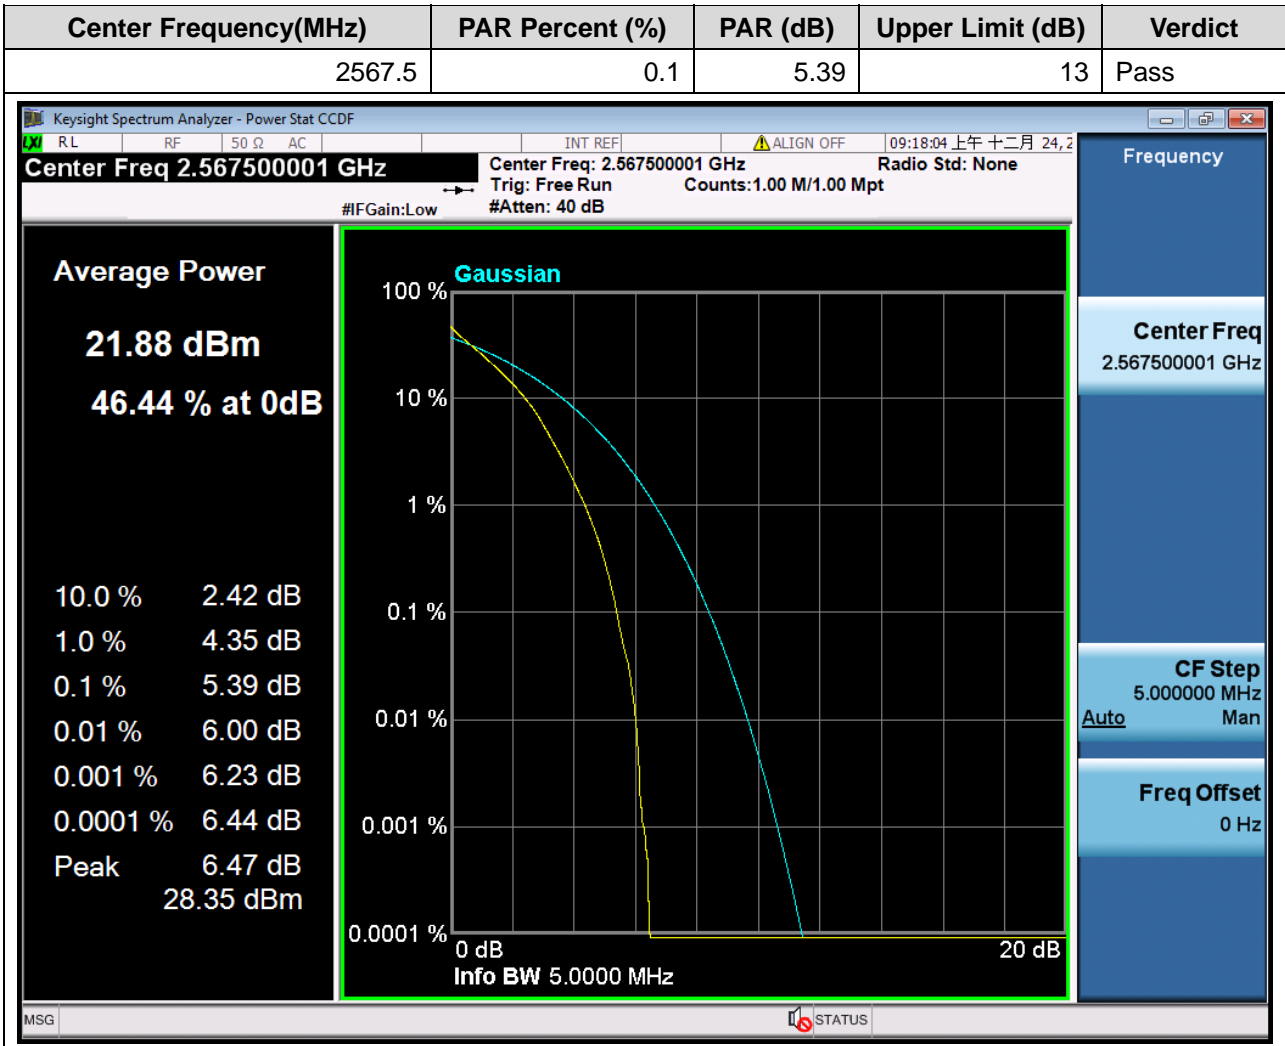 Center Frequency(MHz) PAR Percent (%) PAR (dB) Upper Limit (dB) Verdict
2567.5 0.1 5.39 13 Pass
Keysight Spectrum Analyzer - Power Stat CCDF
LXI RL RF 50 Ω AC INT REF ALIGN OFF 09:18:04 上午 十二月 24, 2
Center Freq 2.567500001 GHz
Center Freq: 2.567500001 GHz Radio Std: None
Trig: Free Run Counts:1.00 M/1.00 Mpt
#IFGain:Low #Atten: 40 dB
Average Power
21.88 dBm
46.44 % at 0dB
10.0 % 2.42 dB
1.0 % 4.35 dB
0.1 % 5.39 dB
0.01 % 6.00 dB
0.001 % 6.23 dB
0.0001 % 6.44 dB
Peak 6.47 dB
28.35 dBm
Gaussian
100 %
10 %
1 %
0.1 %
0.01 %
0.001 %
0.0001 %
0 dB 20 dB
Info BW 5.0000 MHz
Frequency
Center Freq
2.567500001 GHz
CF Step
5.000000 MHz
Auto Man
Freq Offset
0 Hz
MSG STATUS